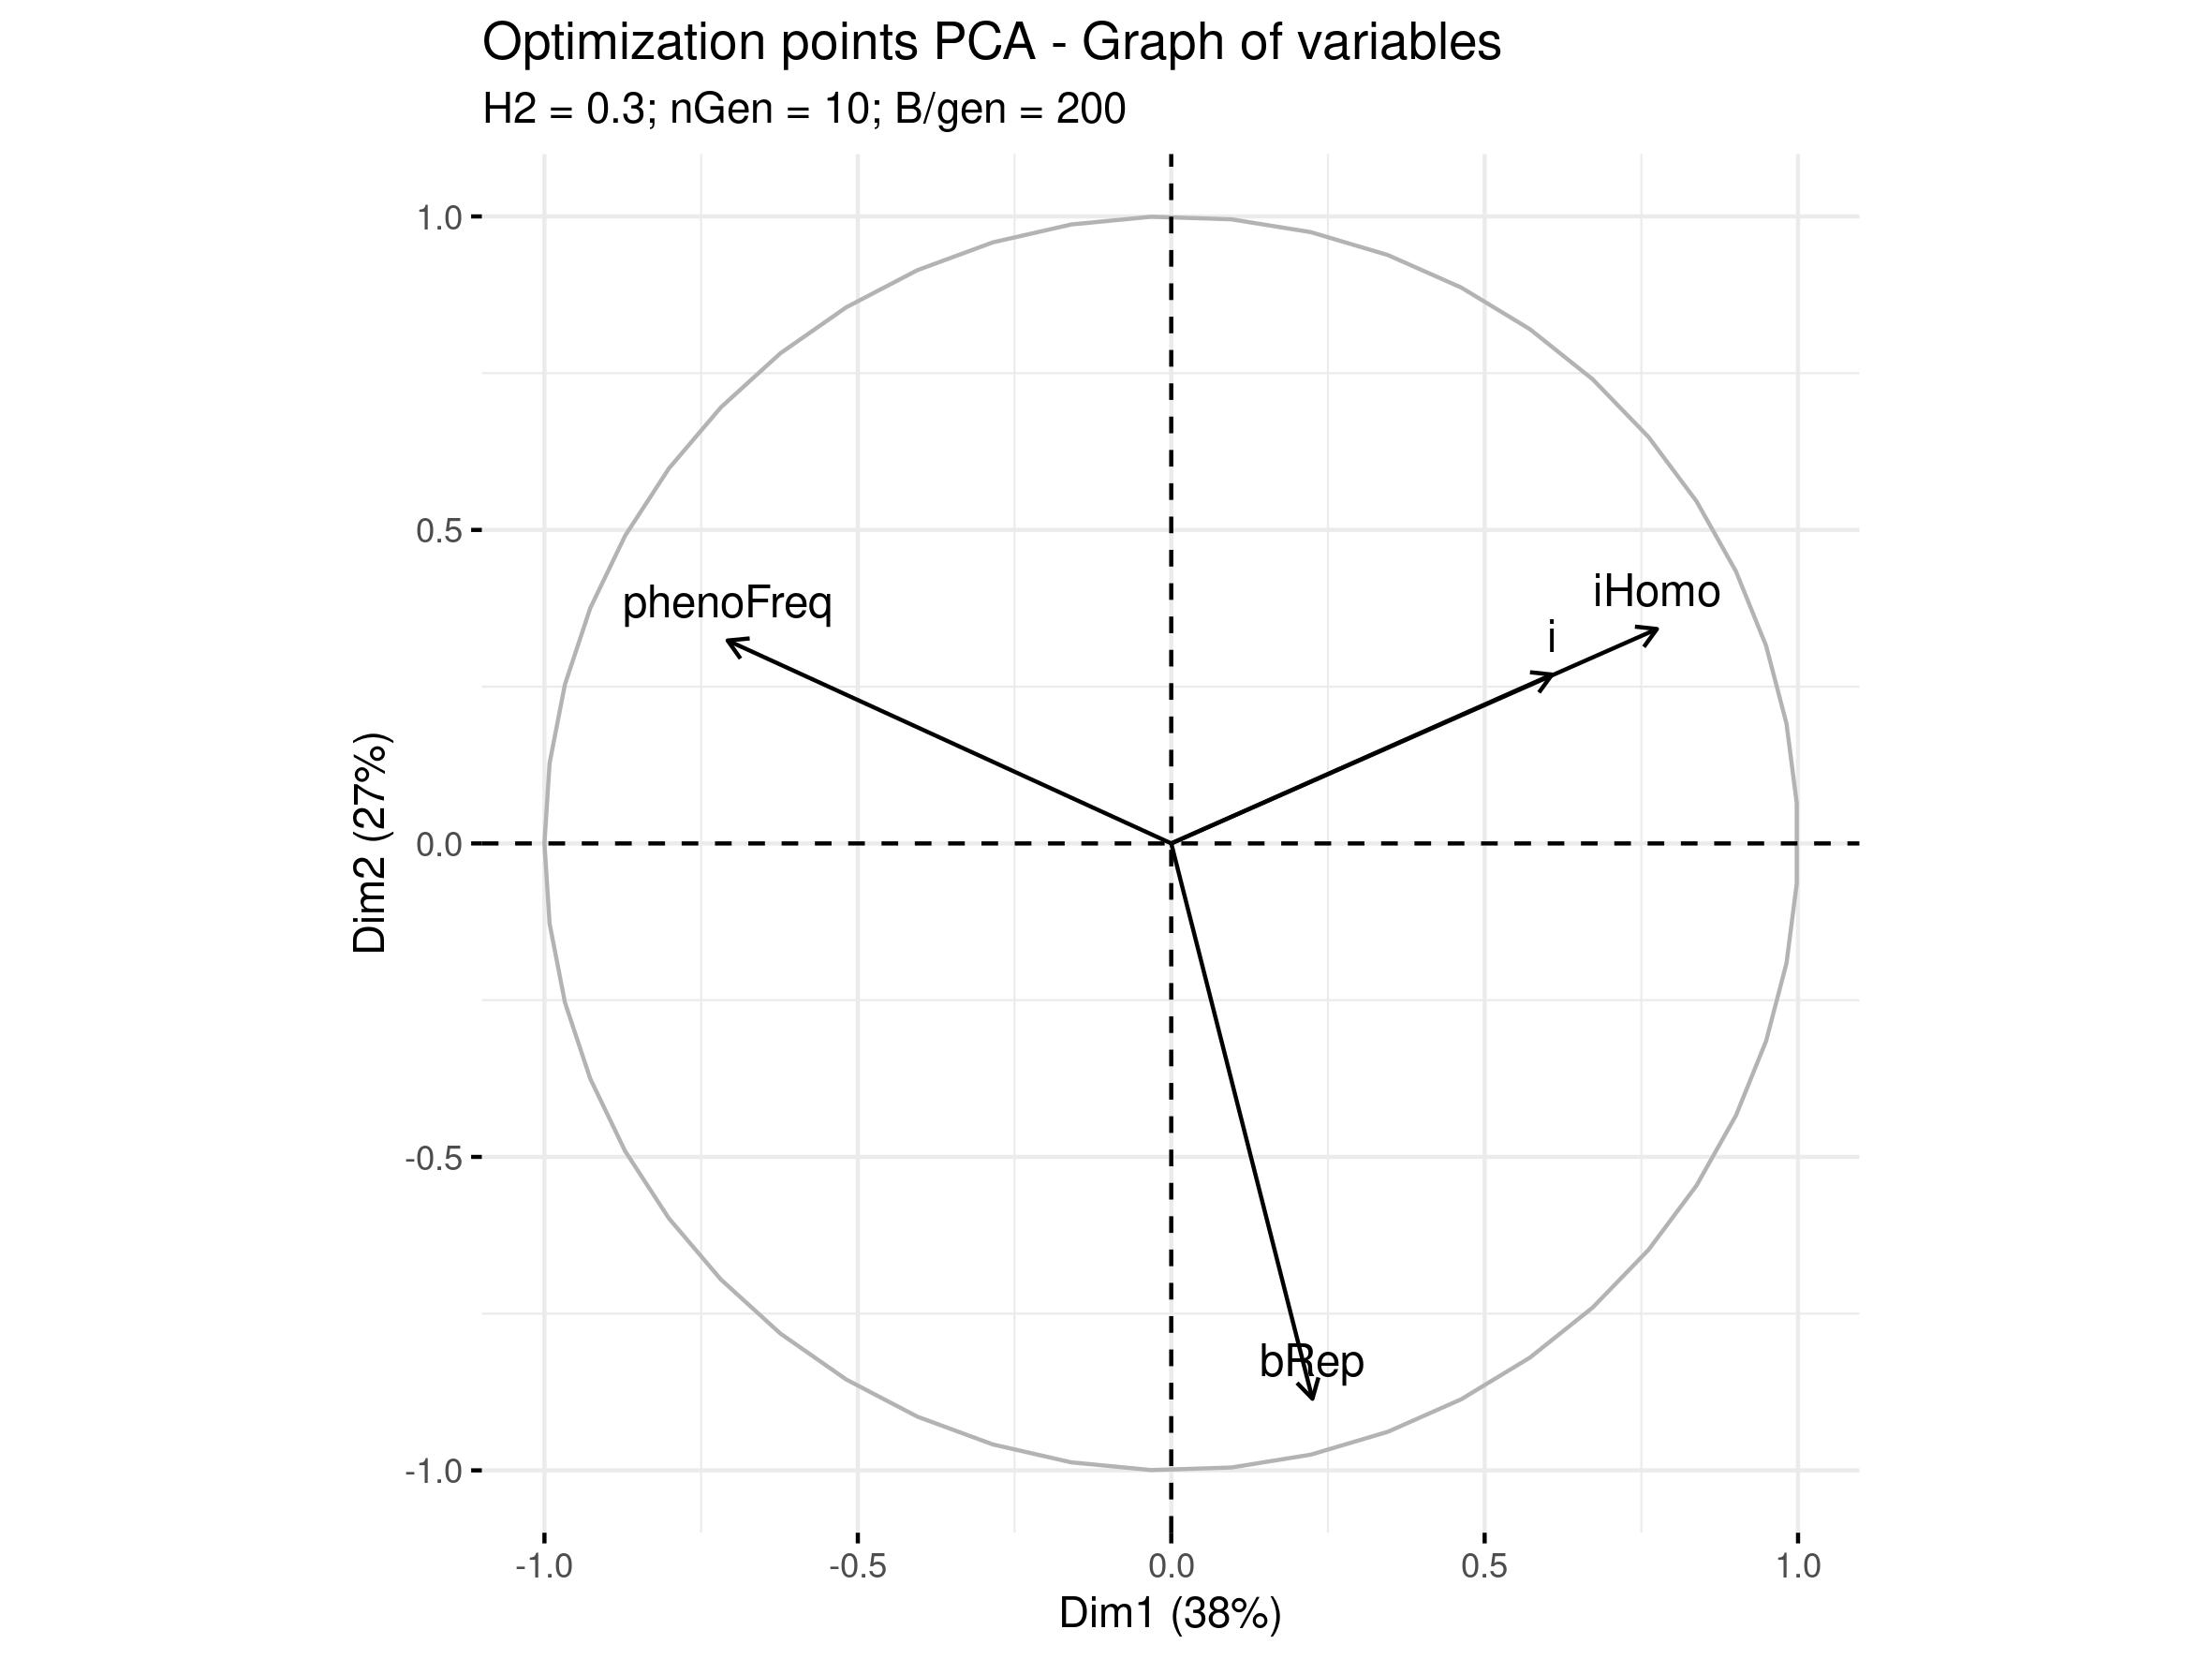 Optimization points PCA - Graph of variables
H2 = 0.3; nGen = 10; B/gen = 200
1.0
0.5
0.0
-0.5
-1.0
Dim2 (27%)
phenoFreq
iHomo
i
bRep
-1.0
-0.5
0.0
0.5
1.0
Dim1 (38%)